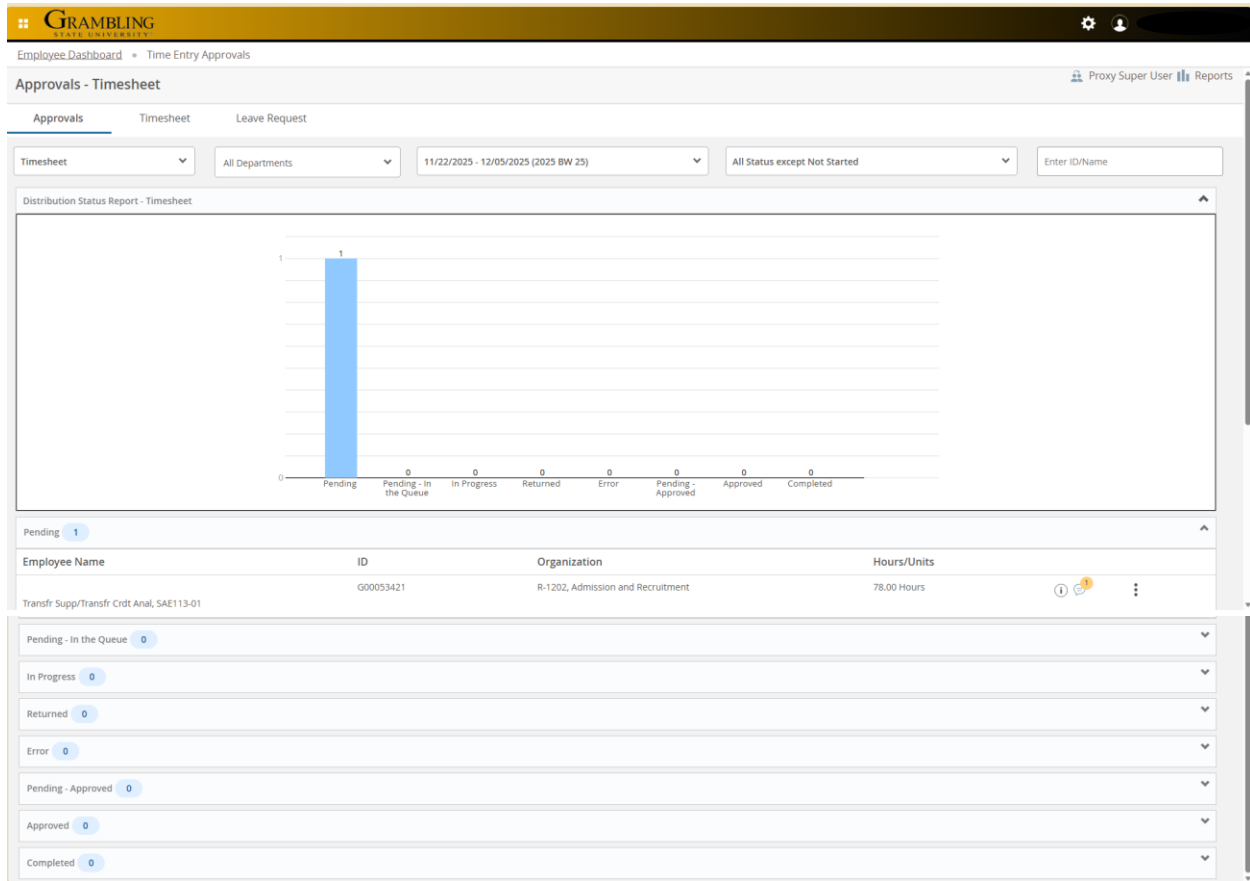 GRAMBLING
STATE UNIVERSITY
Employee Dashboard • Time Entry Approvals
Approvals - Timesheet
Proxy Super User Reports
Approvals Timesheet Leave Request
Timesheet All Departments 11/22/2025 - 12/05/2025 (2025 BW 25) All Status except Not Started Enter ID/Name
Distribution Status Report - Timesheet
1
1
0
0 0 0 0 0 0 0
Pending Pending - In the Queue In Progress Returned Error Pending - Approved Approved Completed
Pending 1
Employee Name ID Organization Hours/Units
G00053421 R-1202, Admission and Recruitment 78.00 Hours 1
Transfr Supp/Transfr Crdt Anal, SAE113-01
Pending - In the Queue 0
In Progress 0
Returned 0
Error 0
Pending - Approved 0
Approved 0
Completed 0